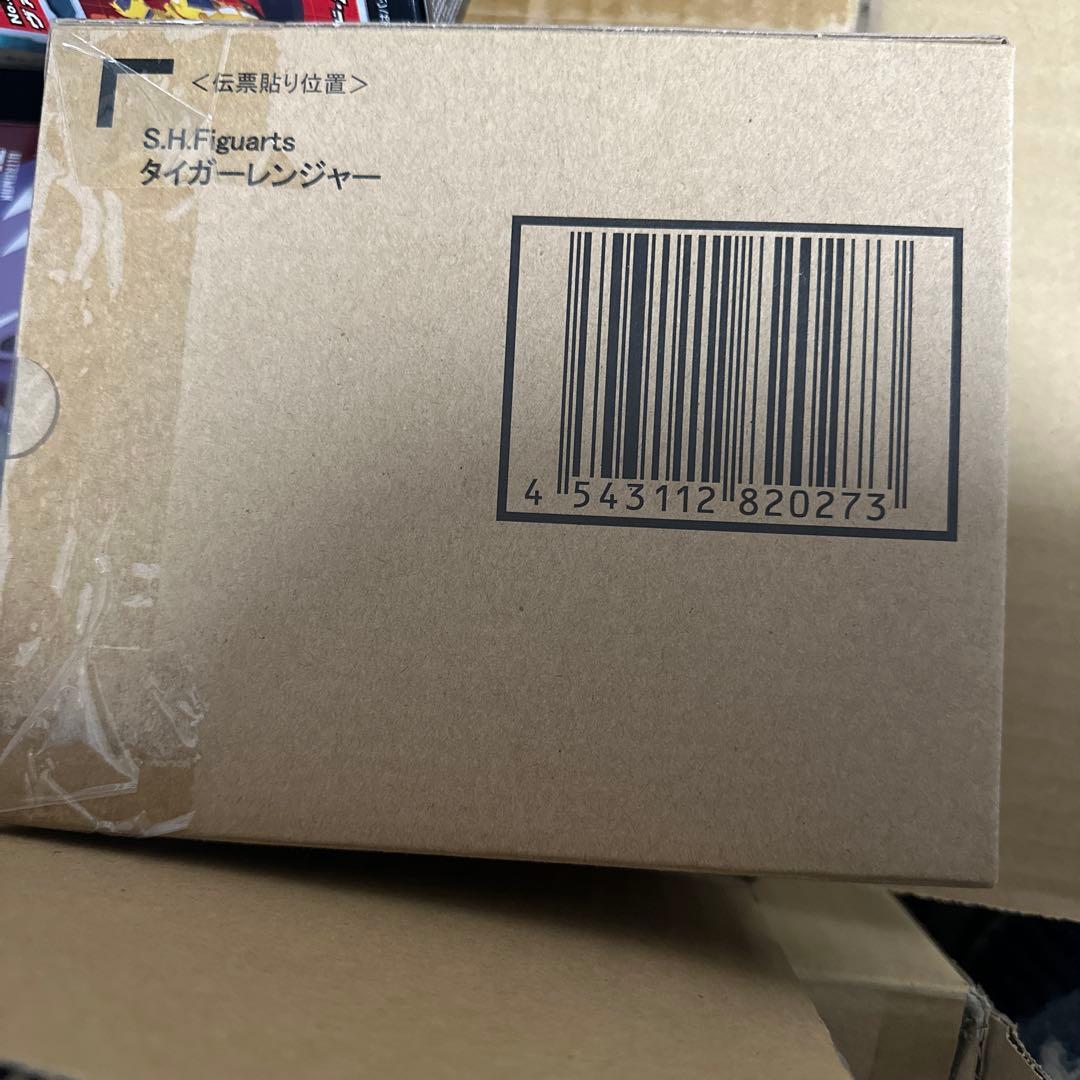 No.
＜伝票貼り位置＞
S.H.Figuarts
タイガーレンジャー
4 543112 820273